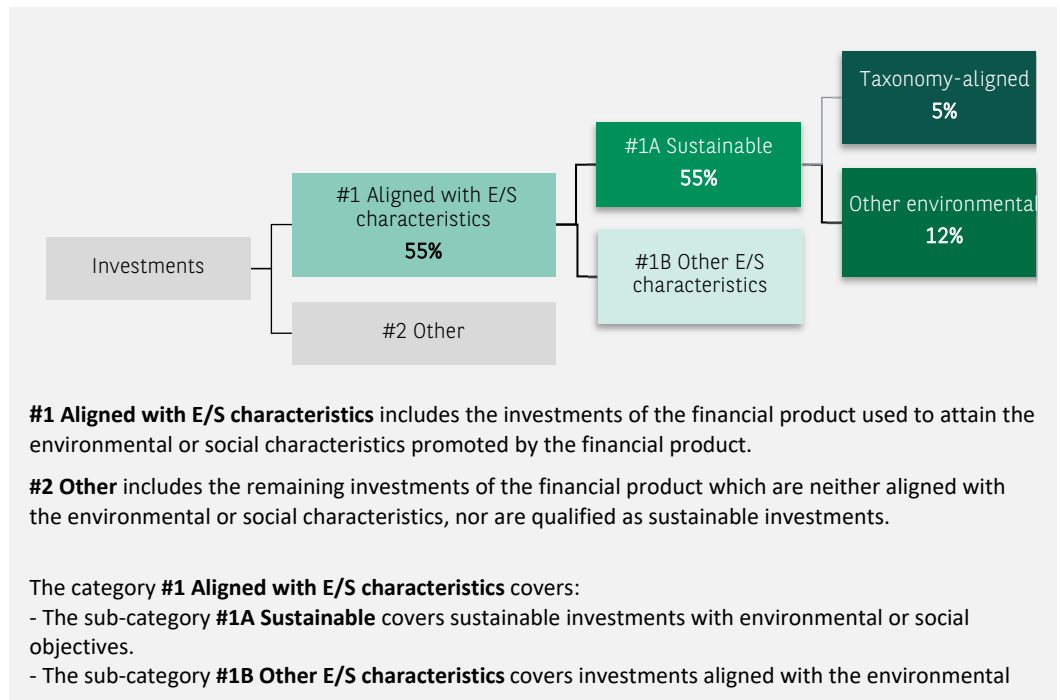 Taxonomy-aligned
5%
#1A Sustainable
55%
#1 Aligned with E/S
characteristics
55%
Other environmental
12%
Investments
#1B Other E/S
characteristics
#2 Other
#1 Aligned with E/S characteristics includes the investments of the financial product used to attain the
environmental or social characteristics promoted by the financial product.
#2 Other includes the remaining investments of the financial product which are neither aligned with
the environmental or social characteristics, nor are qualified as sustainable investments.
The category #1 Aligned with E/S characteristics covers:
- The sub-category #1A Sustainable covers sustainable investments with environmental or social
objectives.
- The sub-category #1B Other E/S characteristics covers investments aligned with the environmental